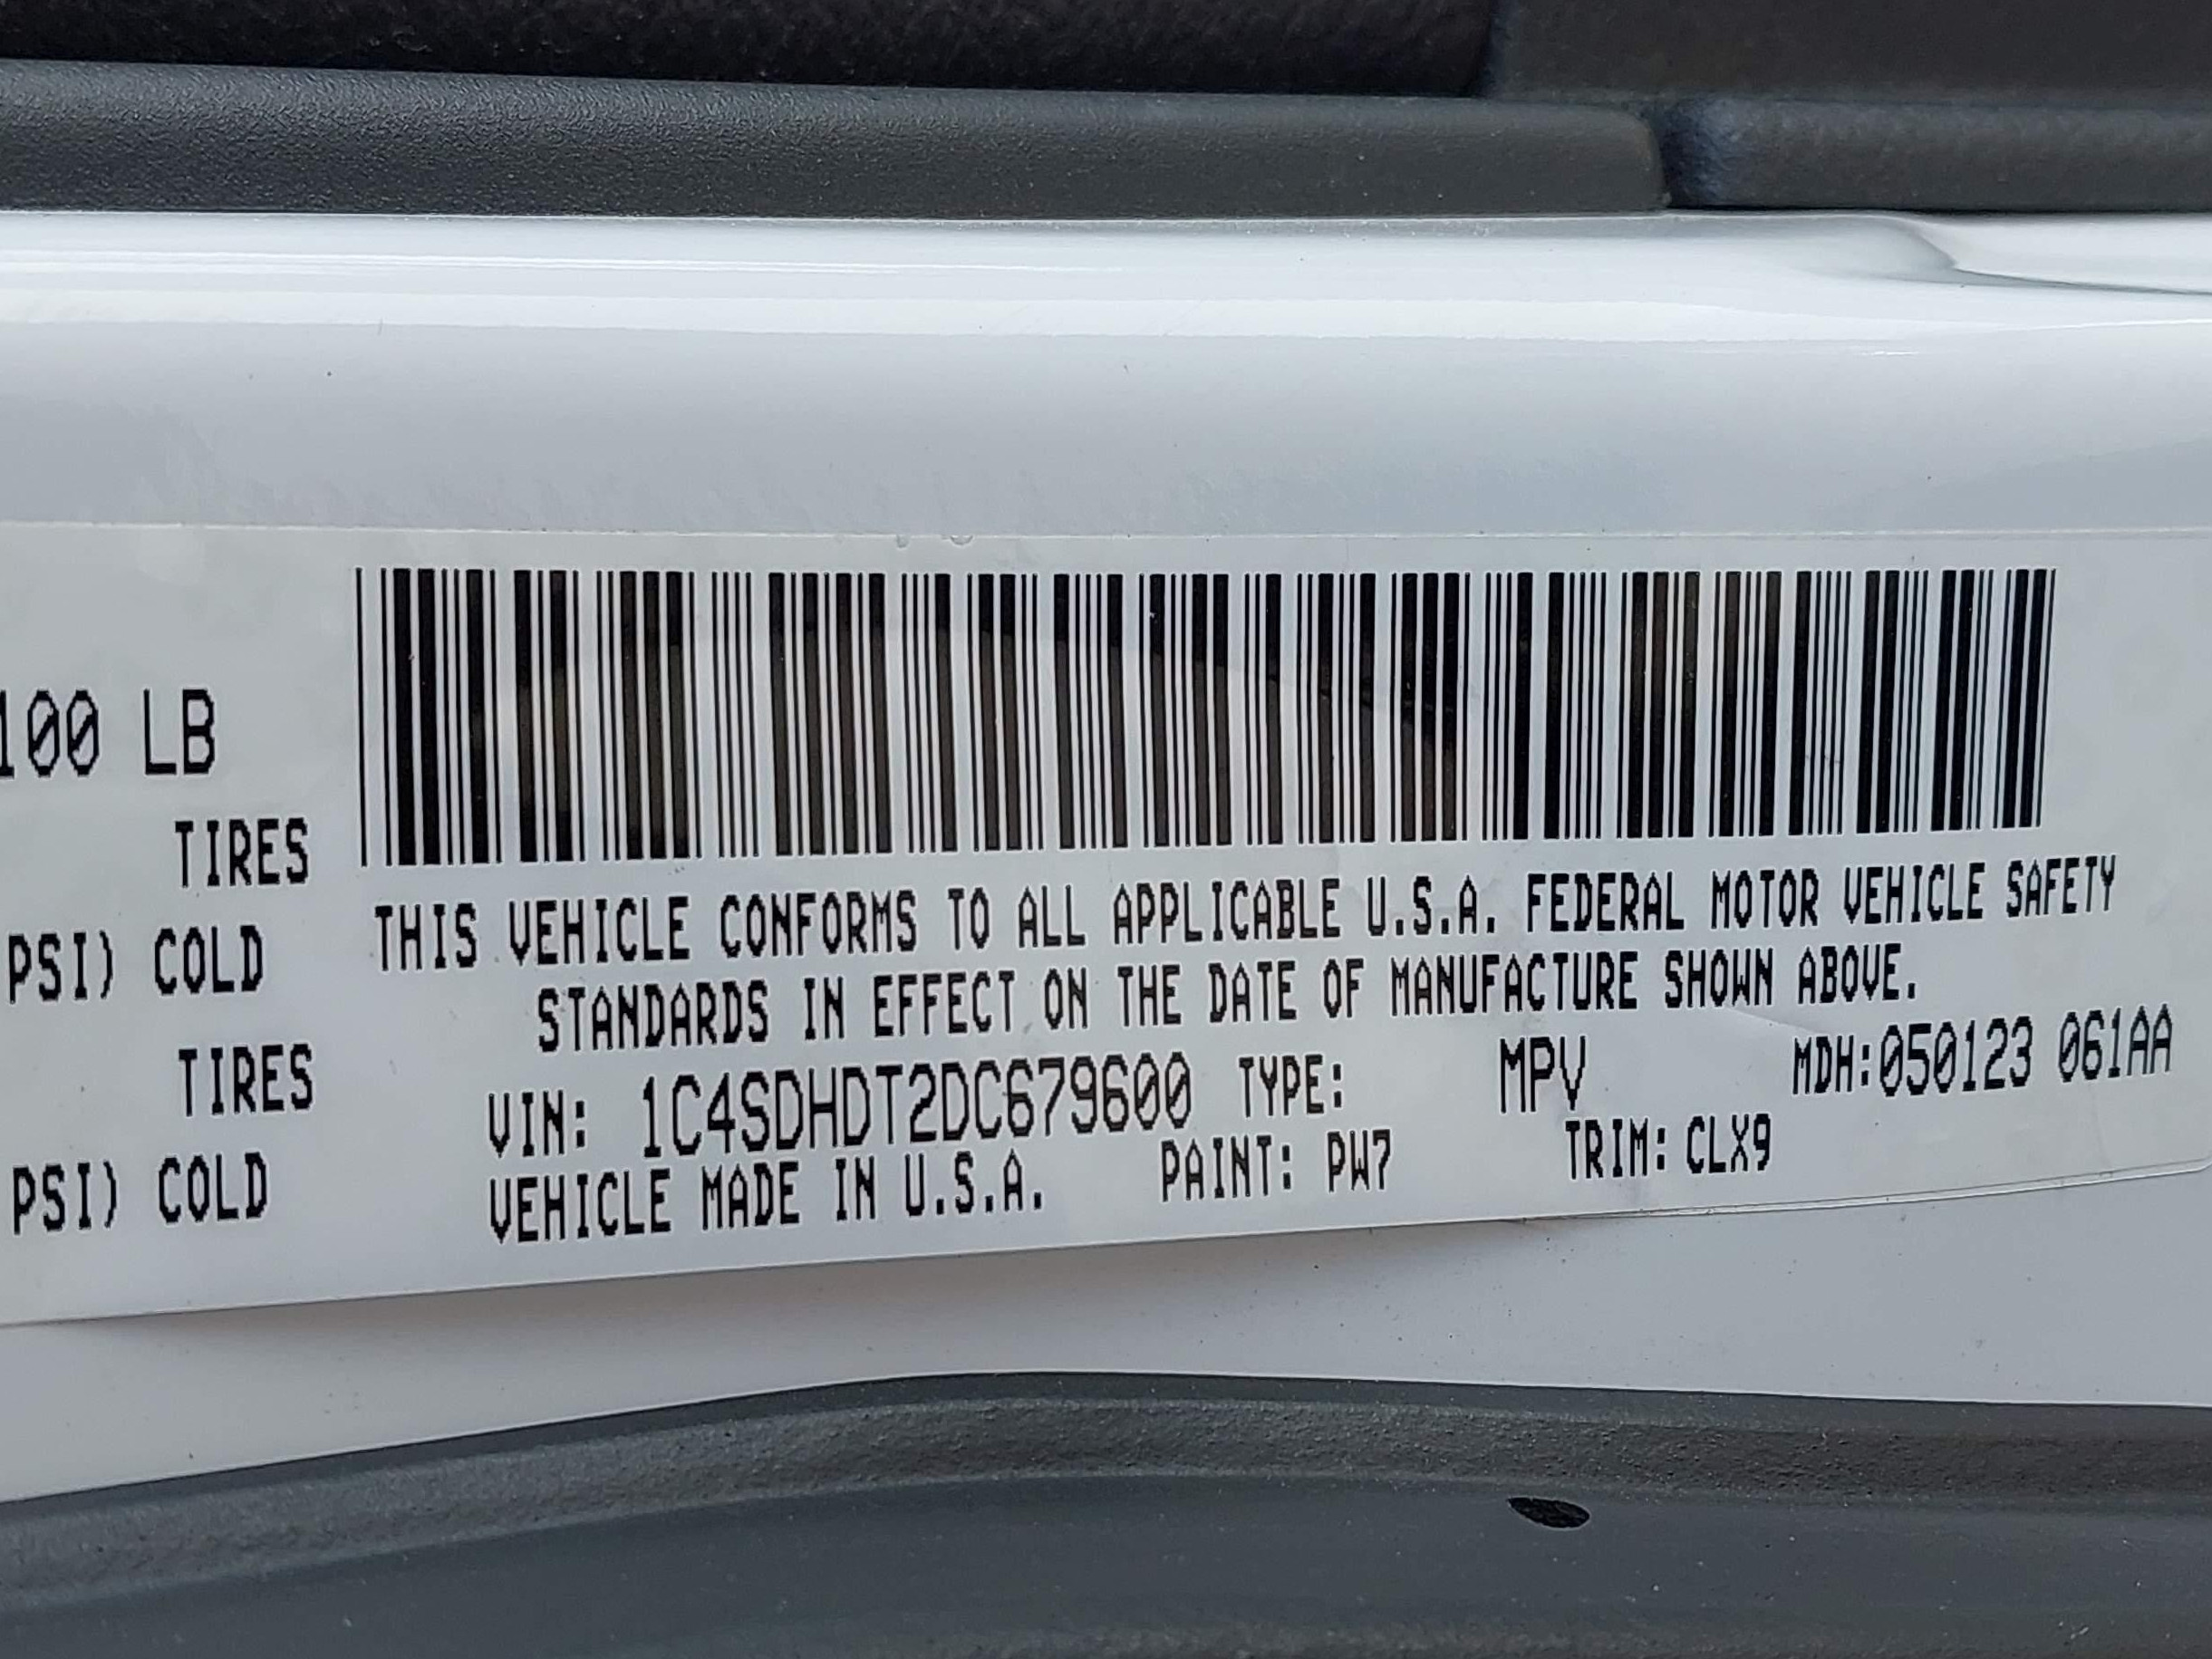 100 LB
TIRES
PSI) COLD
TIRES
PSI) COLD
THIS VEHICLE CONFORMS TO ALL APPLICABLE U.S.A. FEDERAL MOTOR VEHICLE SAFETY
STANDARDS IN EFFECT ON THE DATE OF MANUFACTURE SHOWN ABOVE.
VIN: 1C4SDHDT2DC679600 TYPE: MPV MDH:050123 061AA
VEHICLE MADE IN U.S.A. PAINT: PW7 TRIM: CLX9